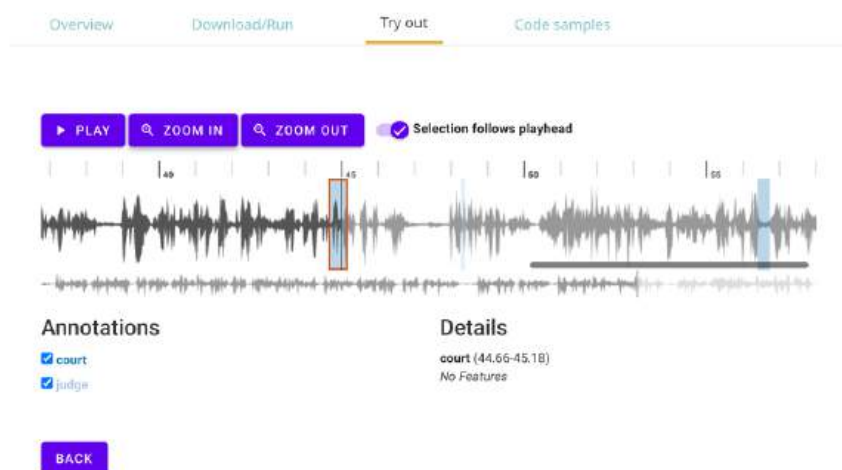 Overview Download/Run Try out Code samples
PLAY ZOOM IN ZOOM OUT Selection follows playhead
40 45 50 55
Annotations Details
court court (44.66-45.18)
judge No Features
BACK